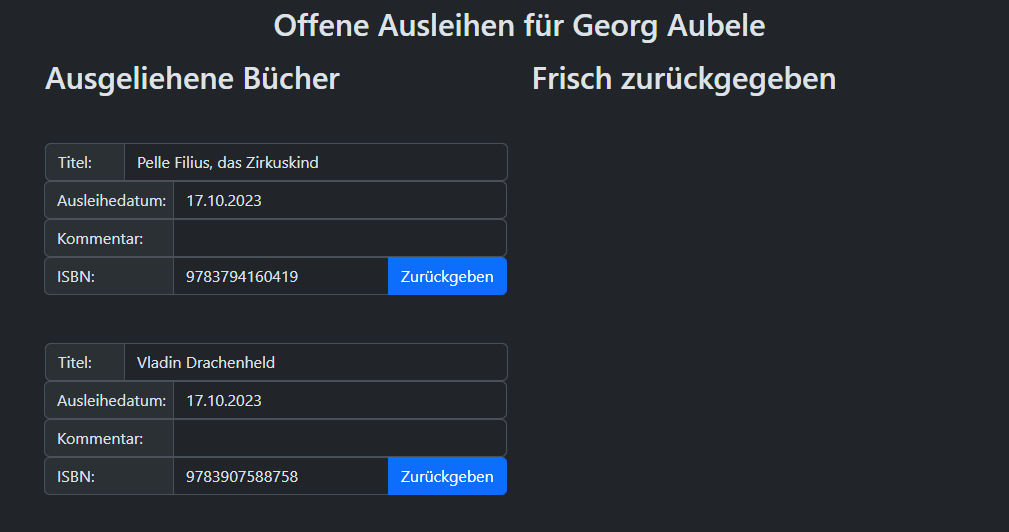 Offene Ausleihen für Georg Aubele
Ausgeliehene Bücher
Frisch zurückgegeben
Titel: Pelle Filius, das Zirkuskind
Ausleihedatum: 17.10.2023
Kommentar:
ISBN: 9783794160419 Zurückgeben
Titel: Vladin Drachenheld
Ausleihedatum: 17.10.2023
Kommentar:
ISBN: 9783907588758 Zurückgeben